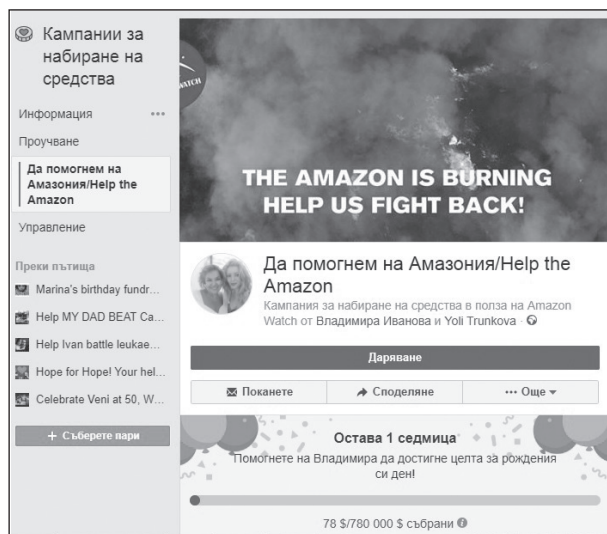 Кампании за
набиране на
средства
Информация ...
Проучване
Да помогнем на
Амазония/Help the
Amazon
Управление
Преки пътища
Marina's birthday fundr...
Help MY DAD BEAT Ca...
Help Ivan battle leukae...
Hope for Hope! Your hel...
Celebrate Veni at 50, W...
+ Съберете пари
WATCH
THE AMAZON IS BURNING
HELP US FIGHT BACK!
Да помогнем на Амазония/Help the
Amazon
Кампания за набиране на средства в полза на Amazon
Watch от Владимира Иванова и Yoli Trunkova ·
Даряване
Поканете
Споделяне
... Още
Остава 1 седмица
Помогнете на Владимира да достигне целта за рождения
си ден!
78 $/780 000 $ събрани